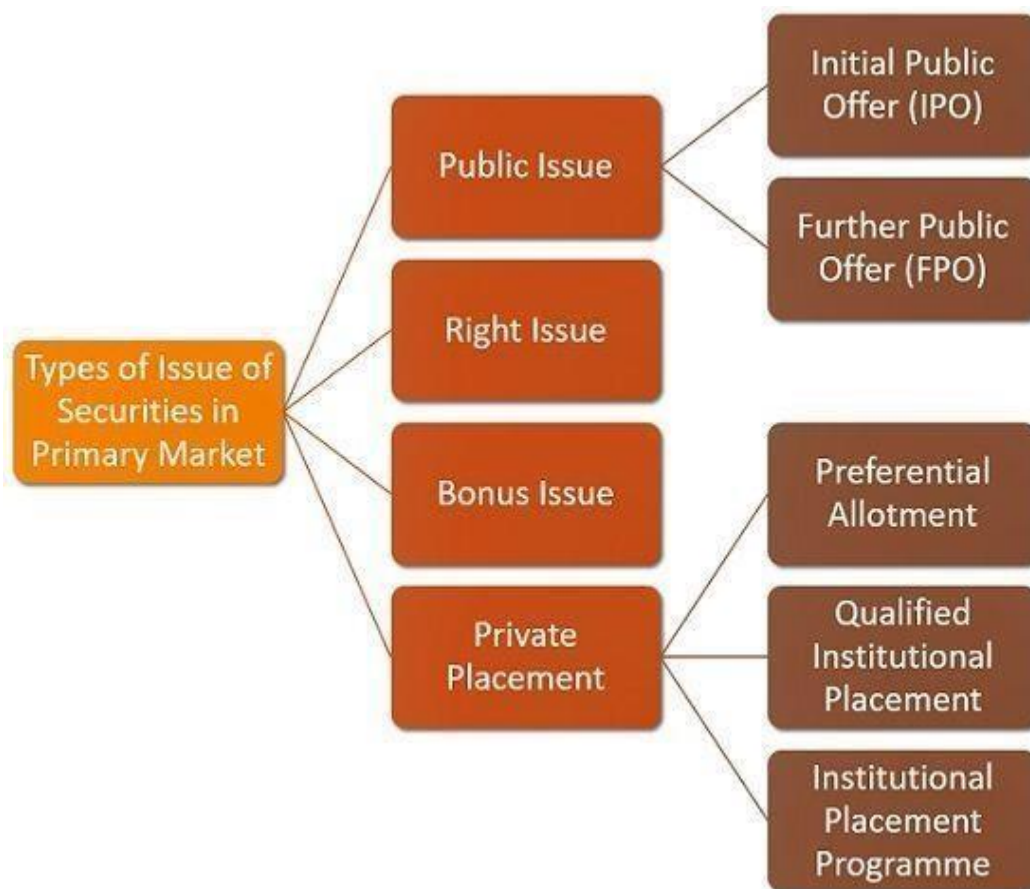 Types of Issue of
Securities in
Primary Market
Public Issue
Initial Public
Offer (IPO)
Further Public
Offer (FPO)
Right Issue
Bonus Issue
Private
Placement
Preferential
Allotment
Qualified
Institutional
Placement
Institutional
Placement
Programme